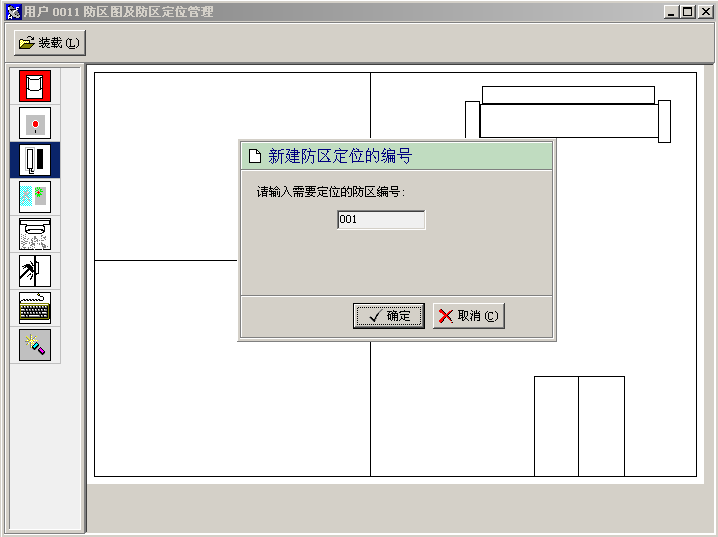 用户 0011 防区图及防区定位管理
装载(L)
新建防区定位的编号
请输入需要定位的防区编号:
001
确定
取消(C)